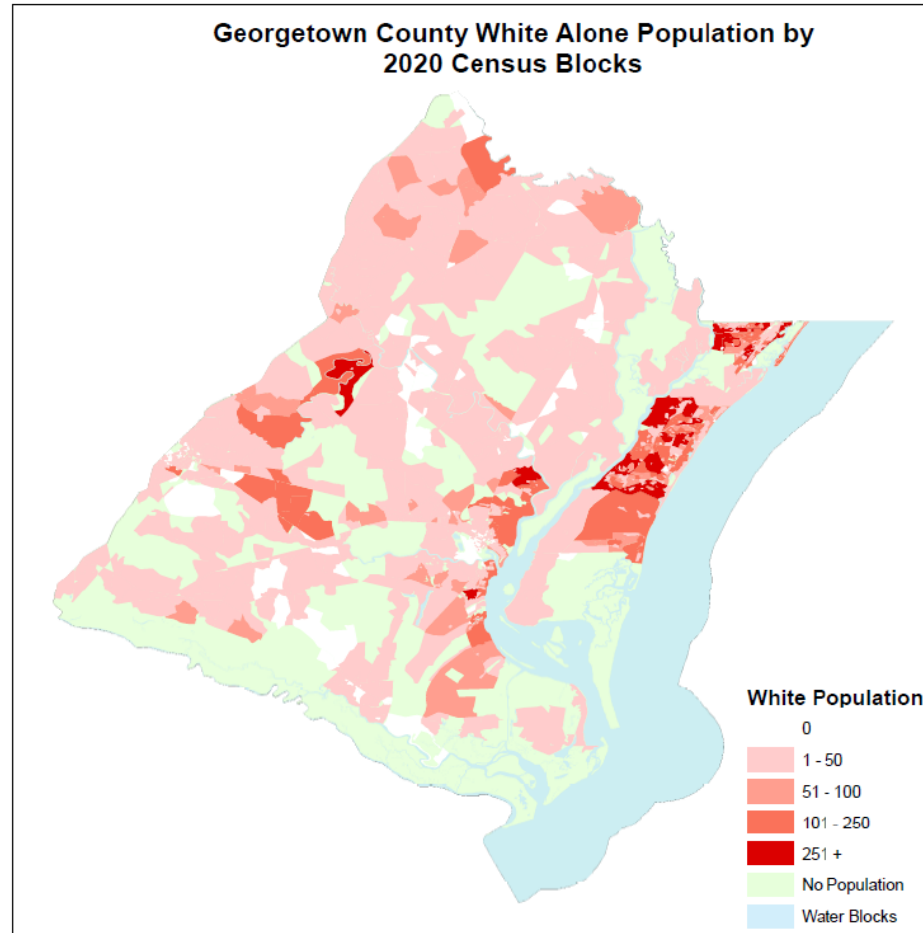 Georgetown County White Alone Population by
2020 Census Blocks
White Population
0
1 - 50
51 - 100
101 - 250
251 +
No Population
Water Blocks